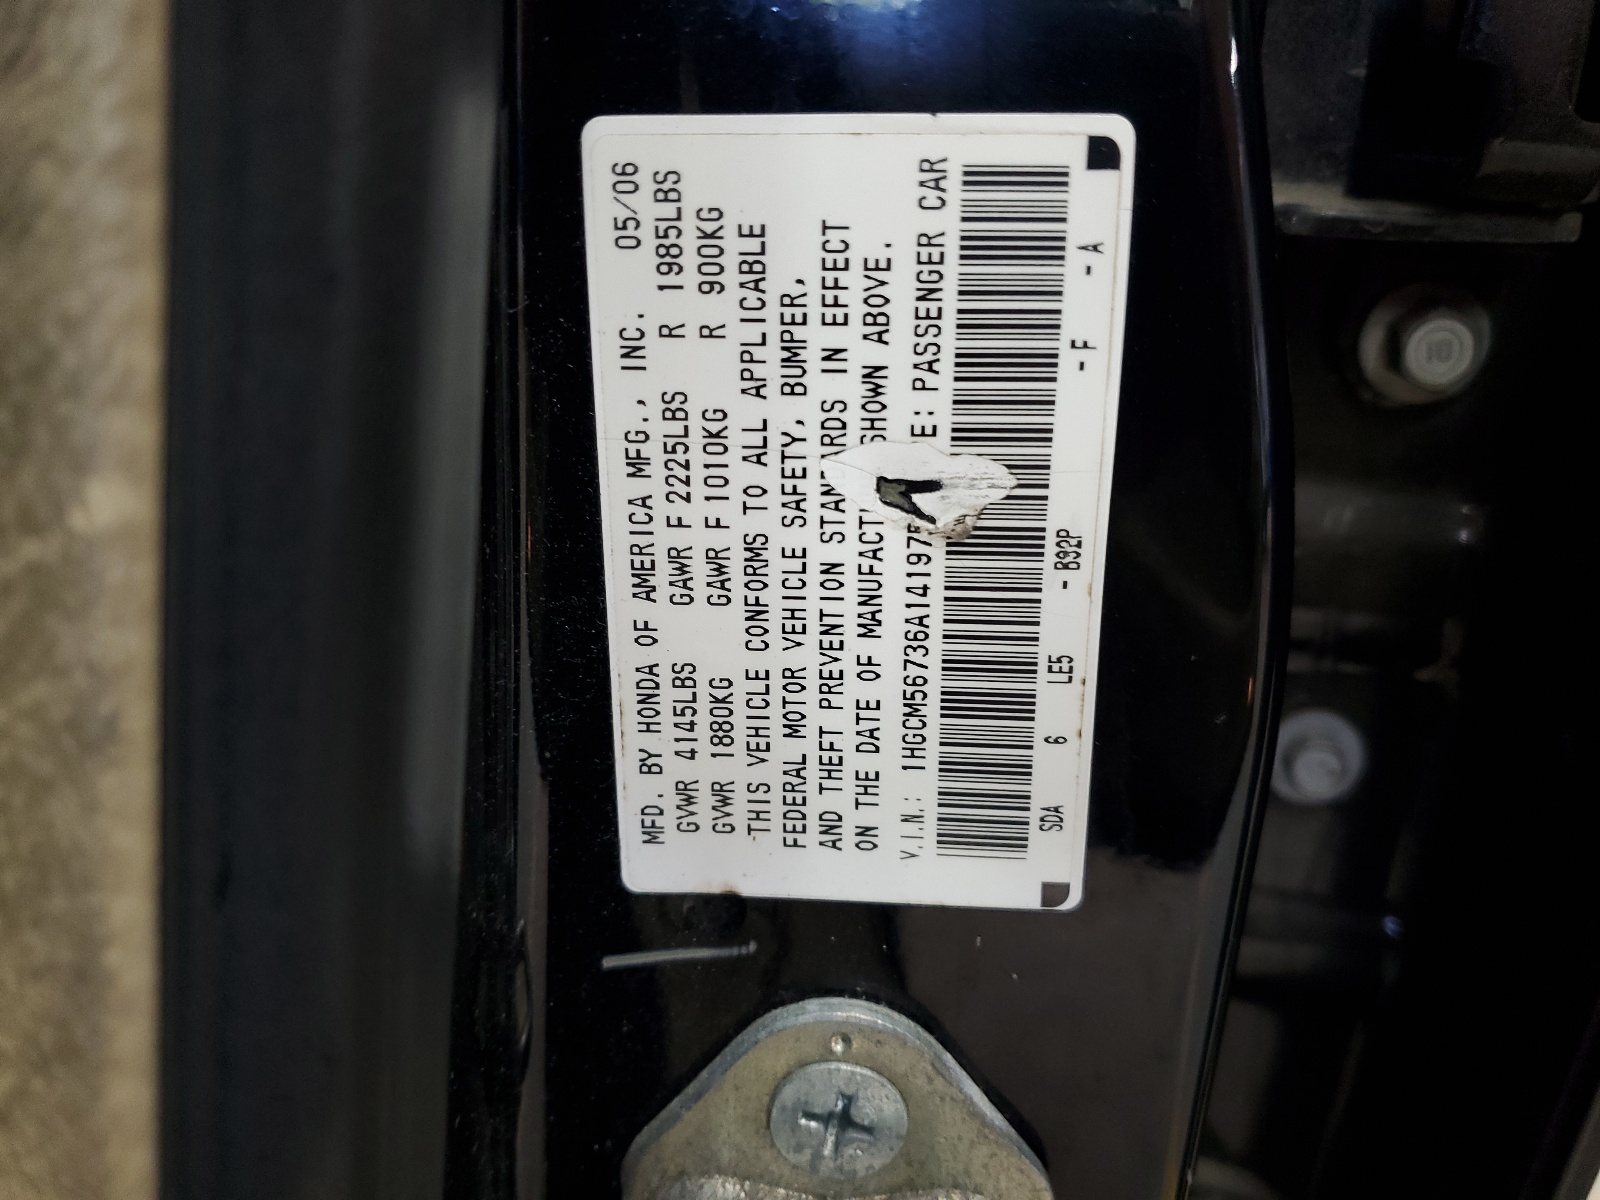 MFD. BY HONDA OF AMERICA MFG., INC. 05/06
GVWR 4145LBS GAWR F 2225LBS R 1985LBS
GVWR 1880KG GAWR F 1010KG R 900KG
THIS VEHICLE CONFORMS TO ALL APPLICABLE
FEDERAL MOTOR VEHICLE SAFETY, BUMPER,
AND THEFT PREVENTION STANDARDS IN EFFECT
ON THE DATE OF MANUFACT SHOWN ABOVE.
V.I.N.: 1HGCM56736A14197 E: PASSENGER CAR
SDA 6 LE5 - B92P - F - A